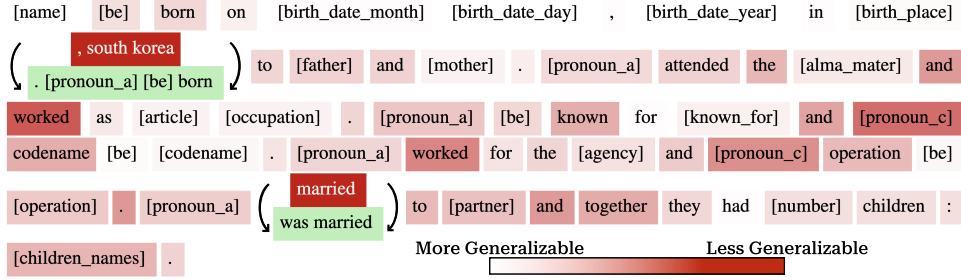 [name] [be] born on [birth_date_month] [birth_date_day] , [birth_date_year] in [birth_place]
, south korea
. [pronoun_a] [be] born
to [father] and [mother] . [pronoun_a] attended the [alma_mater] and
worked as [article] [occupation] . [pronoun_a] [be] known for [known_for] and [pronoun_c]
codename [be] [codename] . [pronoun_a] worked for the [agency] and [pronoun_c] operation [be]
[operation] . [pronoun_a]
married
was married
to [partner] and together they had [number] children :
[children_names] .
More Generalizable Less Generalizable